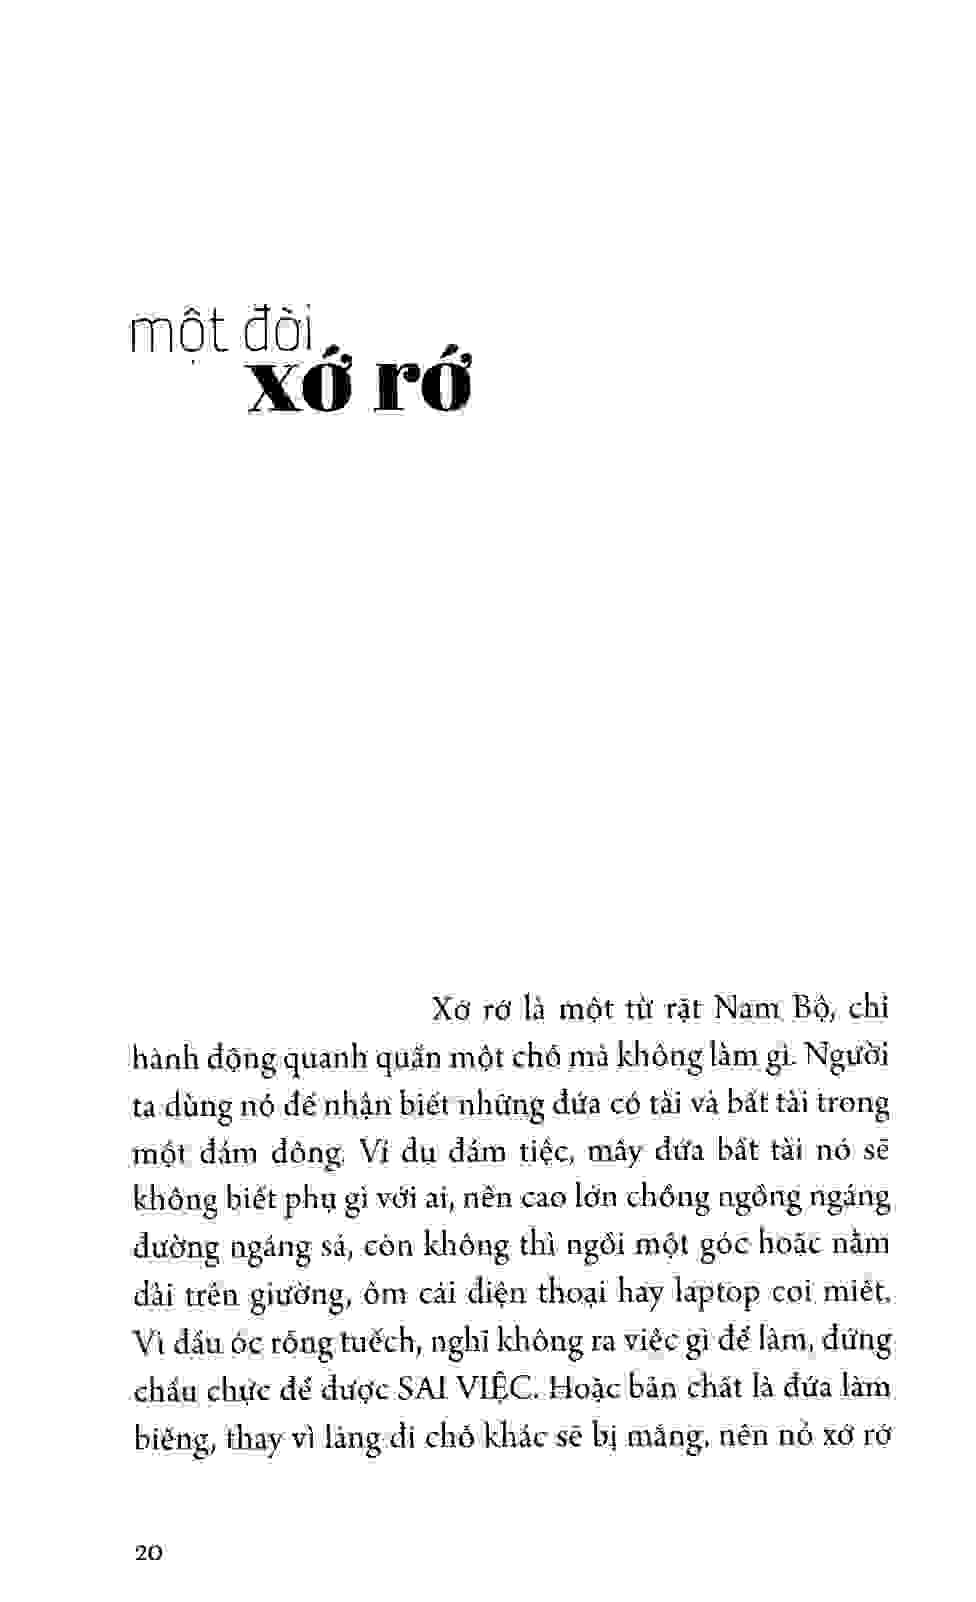 một đời
xớ rớ
Xớ rớ là một từ rặt Nam Bộ, chỉ
hành động quanh quẩn một chỗ mà không làm gì. Người
ta dùng nó để nhận biết những đứa có tài và bất tài trong
một đám đông. Ví dụ đám tiệc, mấy đứa bất tài nó sẽ
không biết phụ gì với ai, nên cao lớn chồng ngồng ngáng
đường ngáng sá, còn không thì ngồi một góc hoặc nằm
dài trên giường, ôm cái điện thoại hay laptop coi miết.
Vì đầu óc rỗng tuếch, nghĩ không ra việc gì để làm, đứng
chầu chực để được SAI VIỆC. Hoặc bản chất là đứa làm
biếng, thay vì lảng đi chỗ khác sẽ bị mắng, nên nó xớ rớ
20